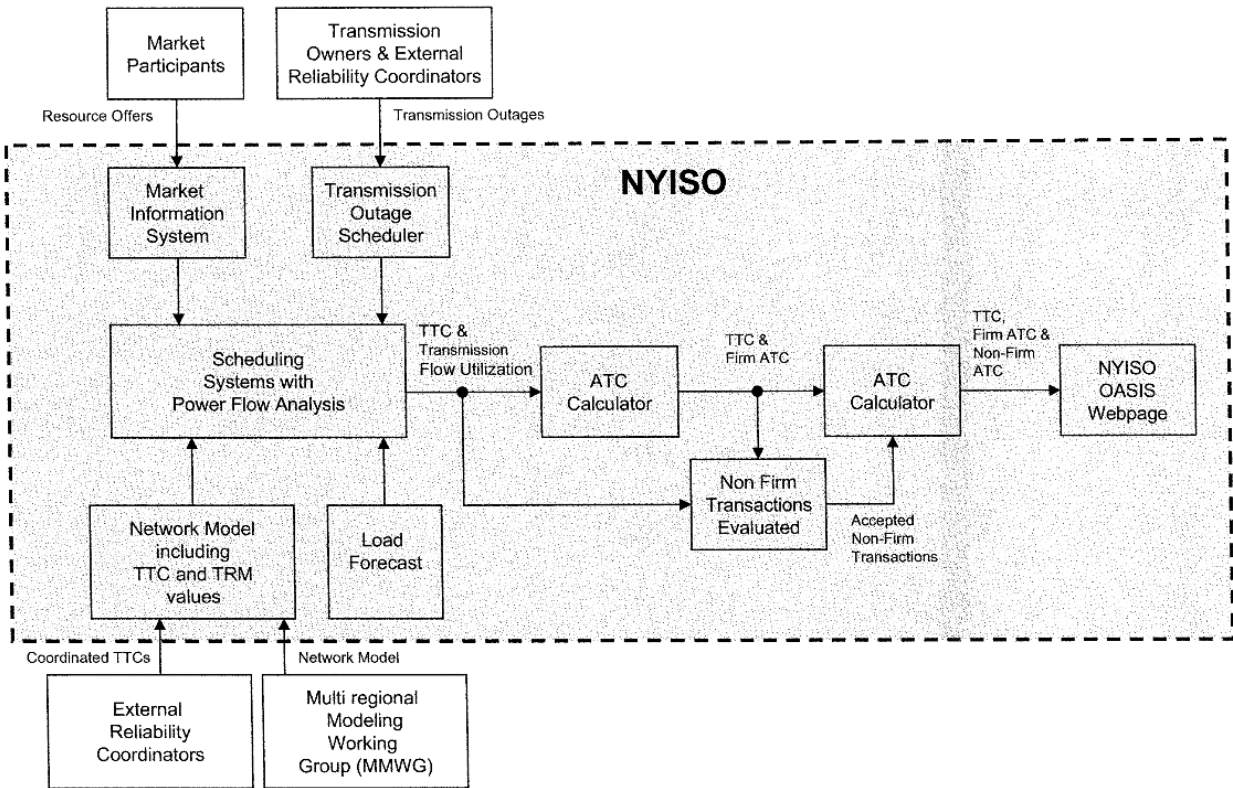 Market
Participants
Transmission
Owners & External
Reliability Coordinators
Resource Offers
Transmission Outages
NYISO
Market
Information
System
Transmission
Outage
Scheduler
Scheduling
Systems with
Power Flow Analysis
TTC &
Transmission
Flow Utilization
ATC
Calculator
TTC &
Firm ATC
ATC
Calculator
TTC,
Firm ATC &
Non-Firm
ATC
NYISO
OASIS
Webpage
Network Model
including
TTC and TRM
values
Load
Forecast
Non Firm
Transactions
Evaluated
Accepted
Non-Firm
Transactions
Coordinated TTCs
Network Model
External
Reliability
Coordinators
Multi regional
Modeling
Working
Group (MMWG)